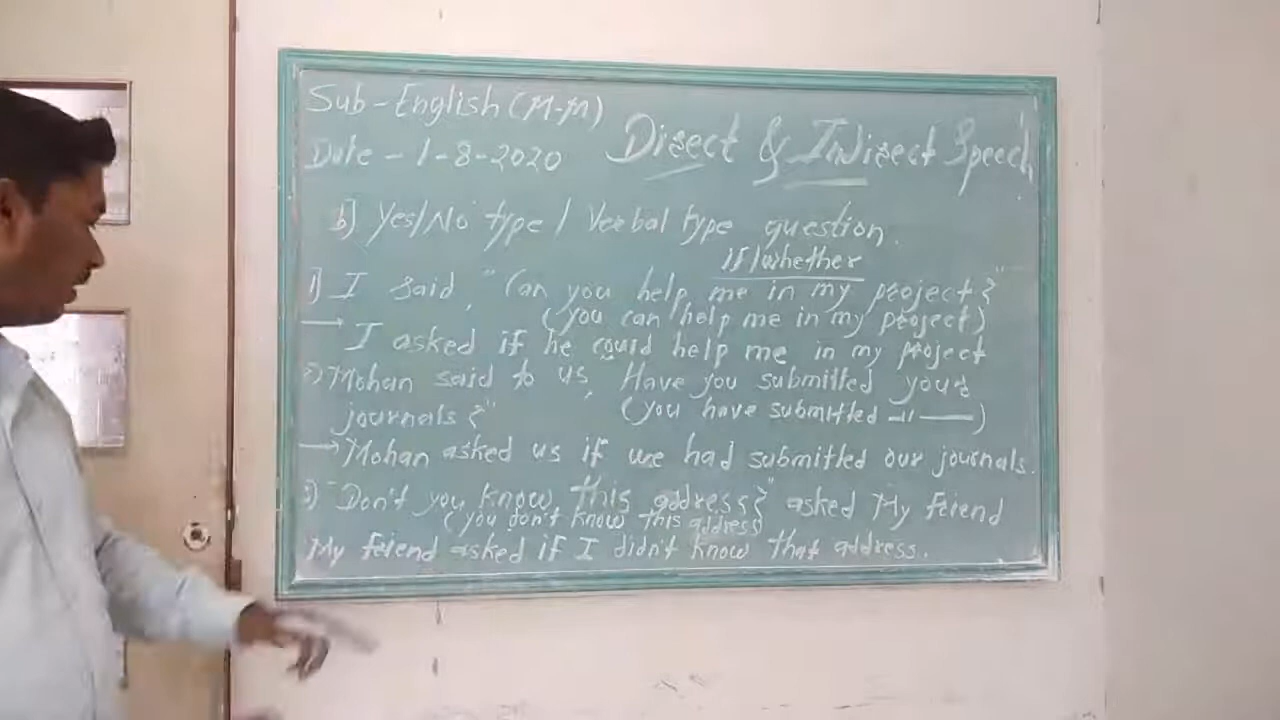 Sub - English (M-M)
Date - 1-8-2020
Direct & Indirect Speech
b] Yes/No type / Verbal type question.
If/whether
1] I said, "Can you help me in my project?"
(you can help me in my project)
→ I asked if he could help me in my project
2) Mohan said to us, Have you submitted your
journals?"
(you have submitted -"-)
→ Mohan asked us if we had submitted our journals.
3) "Don't you know this address?" asked My friend
(you don't know this address)
My friend asked if I didn't know that address.